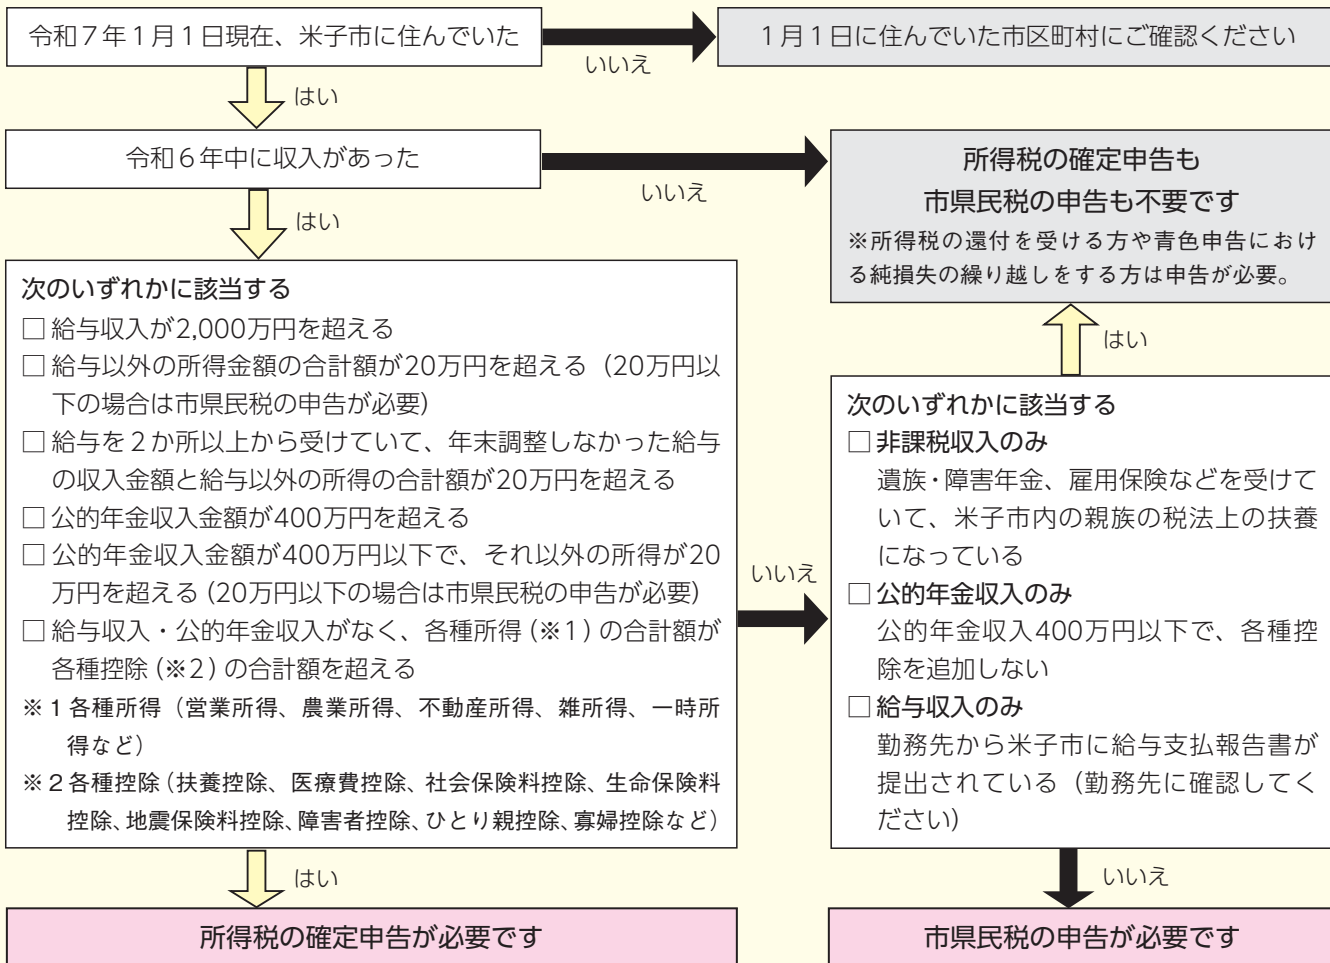 令和７年１月１日現在、米子市に住んでいた
いいえ
１月１日に住んでいた市区町村にご確認ください
はい
令和６年中に収入があった
いいえ
所得税の確定申告も
市県民税の申告も不要です
※所得税の還付を受ける方や青色申告におけ
る純損失の繰り越しをする方は申告が必要。
はい
次のいずれかに該当する
□ 給与収入が2,000万円を超える
□ 給与以外の所得金額の合計額が20万円を超える（20万円以
下の場合は市県民税の申告が必要）
□ 給与を２か所以上から受けていて、年末調整しなかった給与
の収入金額と給与以外の所得の合計額が20万円を超える
□ 公的年金収入金額が400万円を超える
□ 公的年金収入金額が400万円以下で、それ以外の所得が20
万円を超える（20万円以下の場合は市県民税の申告が必要）
□ 給与収入・公的年金収入がなく、各種所得（※１）の合計額が
各種控除（※２）の合計額を超える
※１各種所得（営業所得、農業所得、不動産所得、雑所得、一時所
得など）
※２各種控除（扶養控除、医療費控除、社会保険料控除、生命保険料
控除、地震保険料控除、障害者控除、ひとり親控除、寡婦控除など）
いいえ
はい
次のいずれかに該当する
□ 非課税収入のみ
遺族・障害年金、雇用保険などを受けて
いて、米子市内の親族の税法上の扶養
になっている
□ 公的年金収入のみ
公的年金収入400万円以下で、各種控
除を追加しない
□ 給与収入のみ
勤務先から米子市に給与支払報告書が
提出されている（勤務先に確認してく
ださい）
はい
いいえ
所得税の確定申告が必要です
市県民税の申告が必要です